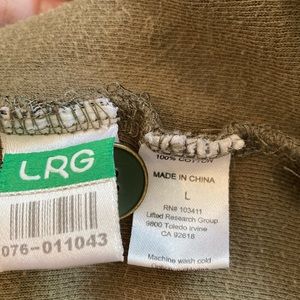 LRG
076-011043
100% COTTON
MADE IN CHINA
L
RN# 103411
Lifted Research Group
9800 Toledo Irvine
CA 92618
Machine wash cold